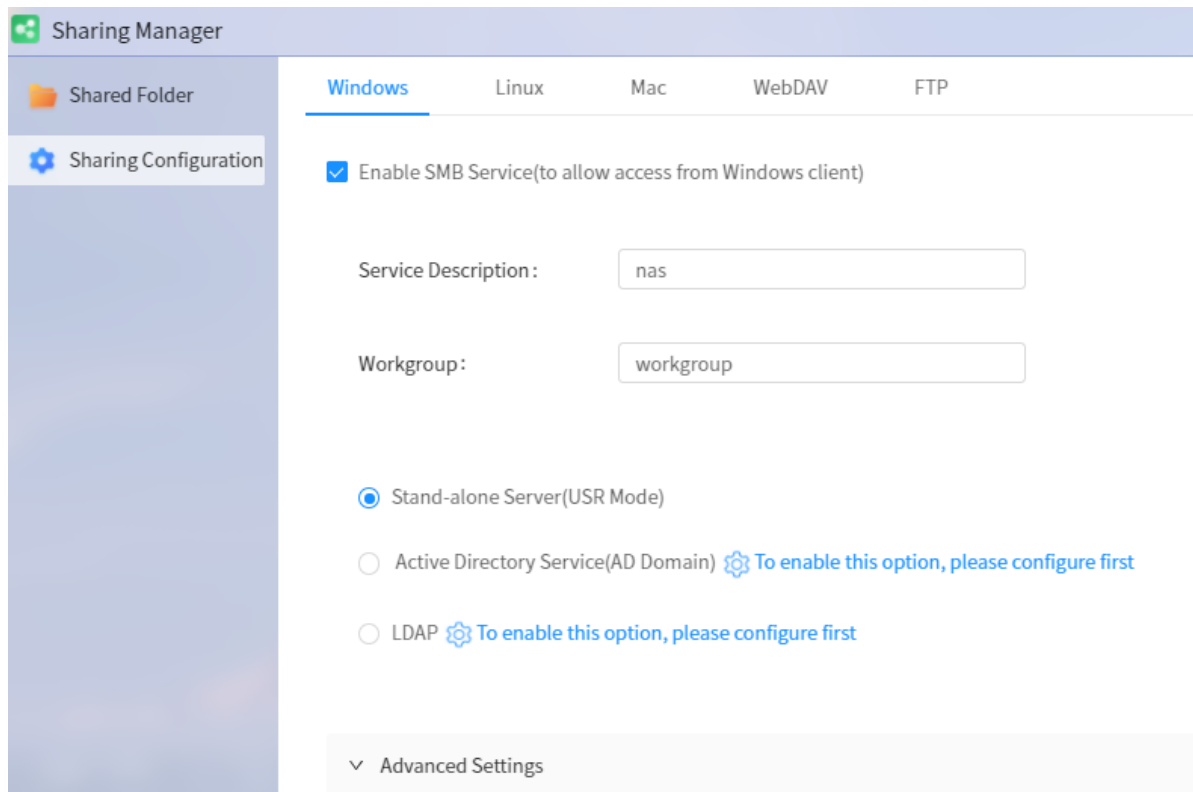 Sharing Manager
Shared Folder
Sharing Configuration
Windows Linux Mac WebDAV FTP
Enable SMB Service(to allow access from Windows client)
Service Description: nas
Workgroup: workgroup
Stand-alone Server(USR Mode)
Active Directory Service(AD Domain) To enable this option, please configure first
LDAP To enable this option, please configure first
Advanced Settings